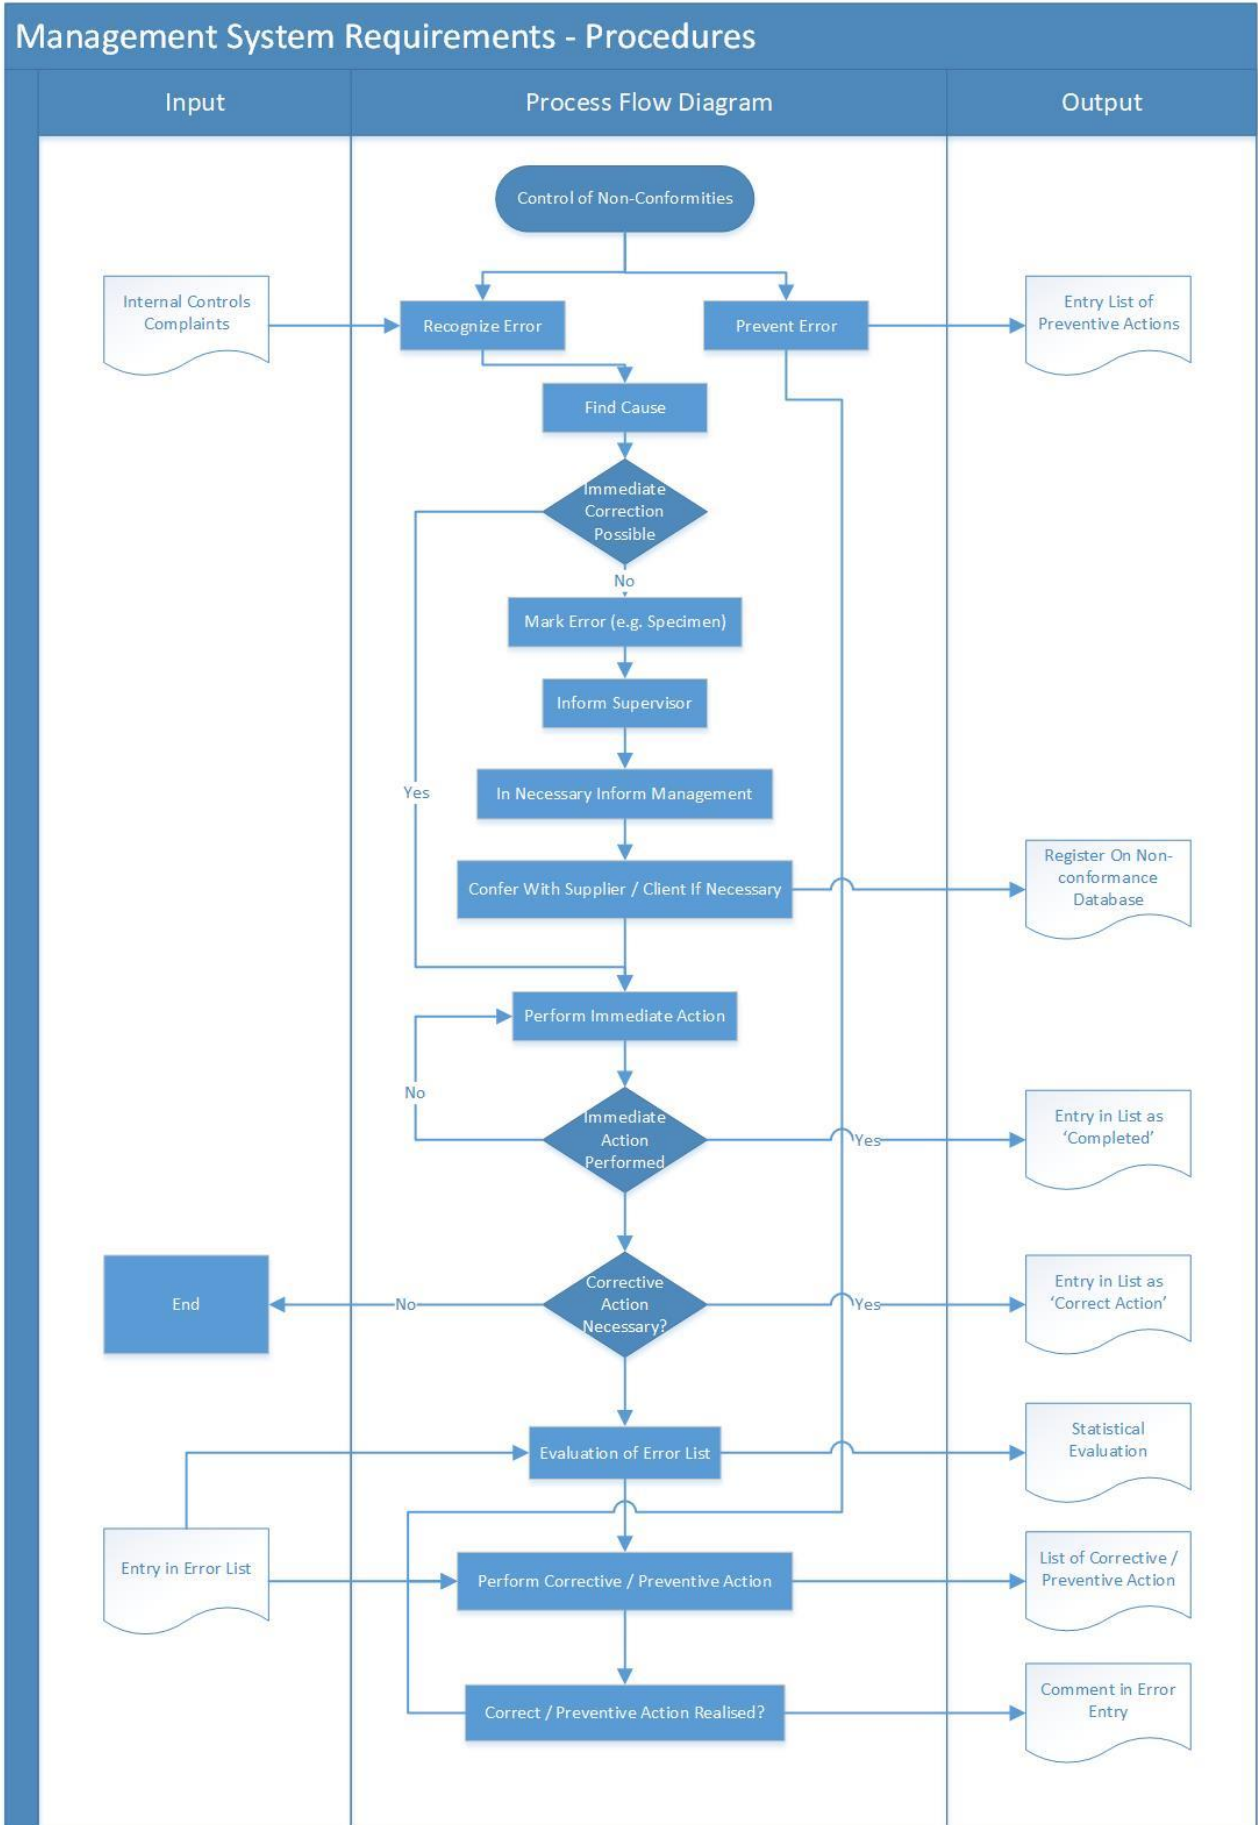 Management System Requirements - Procedures
Input
Process Flow Diagram
Output
Control of Non-Conformities
Internal Controls
Complaints
Recognize Error
Prevent Error
Entry List of
Preventive Actions
Find Cause
Immediate
Correction
Possible
No
Mark Error (e.g. Specimen)
Inform Supervisor
Yes
In Necessary Inform Management
Confer With Supplier / Client If Necessary
Register On Non-
conformance
Database
Perform Immediate Action
No
Immediate
Action
Performed
Yes
Entry in List as
‘Completed’
End
No
Corrective
Action
Necessary?
Yes
Entry in List as
‘Correct Action’
Evaluation of Error List
Statistical
Evaluation
Entry in Error List
Perform Corrective / Preventive Action
List of Corrective /
Preventive Action
Correct / Preventive Action Realised?
Comment in Error
Entry